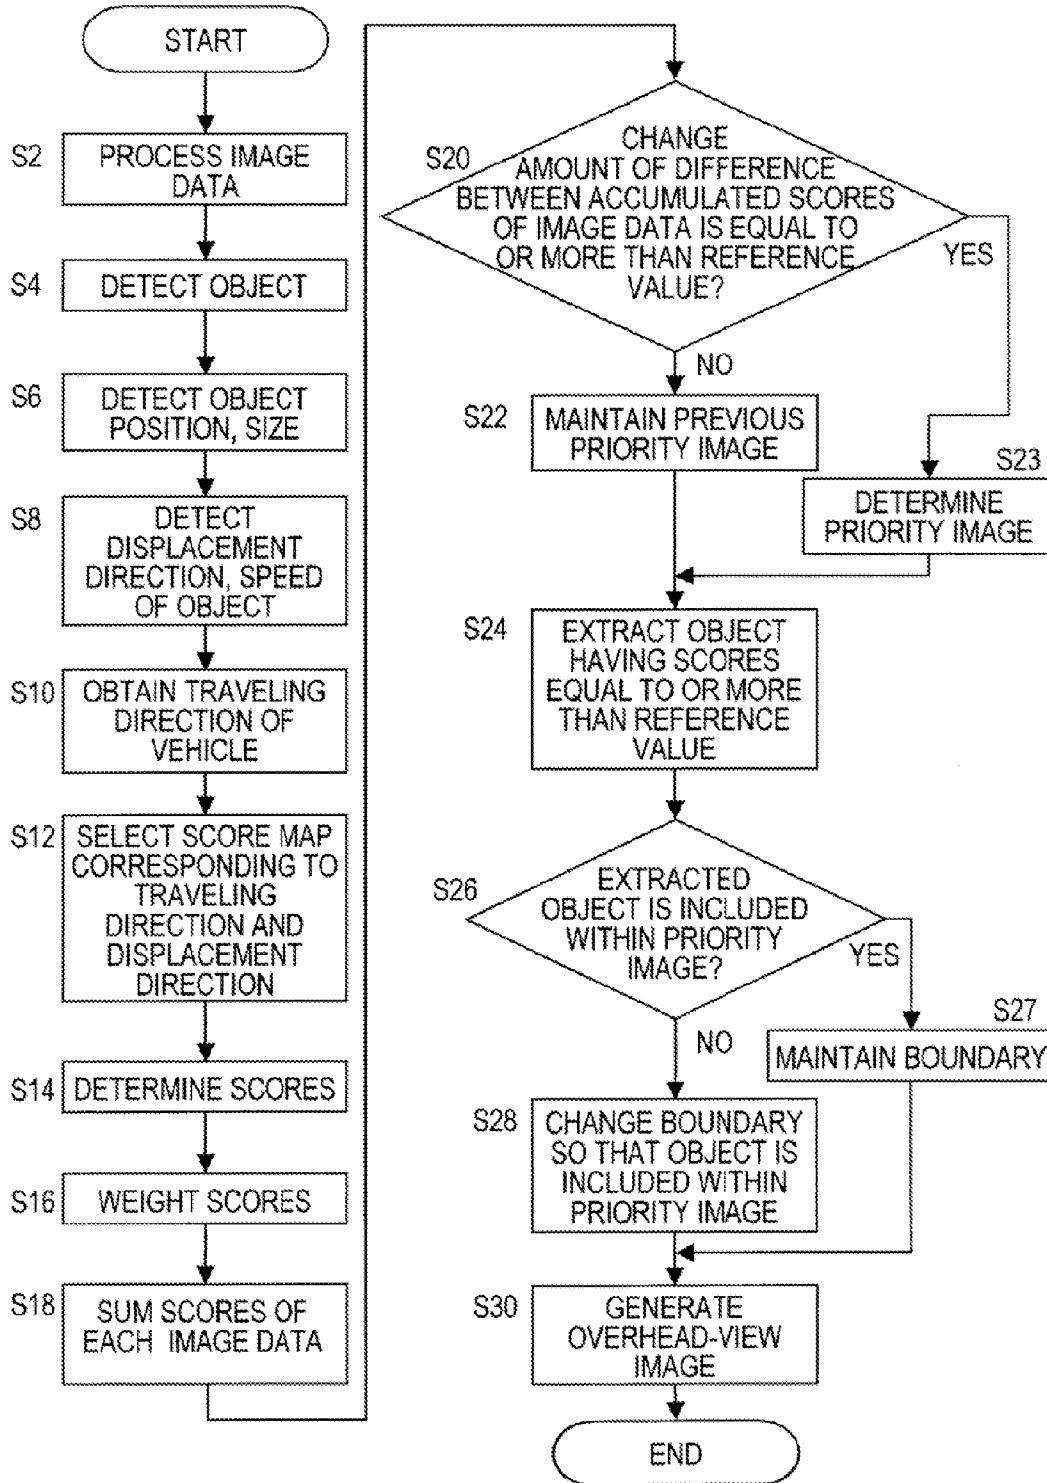 START
S2
PROCESS IMAGE
DATA
S4
DETECT OBJECT
S6
DETECT OBJECT
POSITION, SIZE
S8
DETECT
DISPLACEMENT
DIRECTION, SPEED
OF OBJECT
S10
OBTAIN TRAVELING
DIRECTION OF
VEHICLE
S12
SELECT SCORE MAP
CORRESPONDING TO
TRAVELING
DIRECTION AND
DISPLACEMENT
DIRECTION
S14
DETERMINE SCORES
S16
WEIGHT SCORES
S18
SUM SCORES OF
EACH IMAGE DATA
S20
CHANGE
AMOUNT OF DIFFERENCE
BETWEEN ACCUMULATED SCORES
OF IMAGE DATA IS EQUAL TO
OR MORE THAN REFERENCE
VALUE?
YES
NO
S22
MAINTAIN PREVIOUS
PRIORITY IMAGE
S23
DETERMINE
PRIORITY IMAGE
S24
EXTRACT OBJECT
HAVING SCORES
EQUAL TO OR MORE
THAN REFERENCE
VALUE
S26
EXTRACTED
OBJECT IS INCLUDED
WITHIN PRIORITY
IMAGE?
YES
NO
S27
MAINTAIN BOUNDARY
S28
CHANGE BOUNDARY
SO THAT OBJECT IS
INCLUDED WITHIN
PRIORITY IMAGE
S30
GENERATE
OVERHEAD-VIEW
IMAGE
END